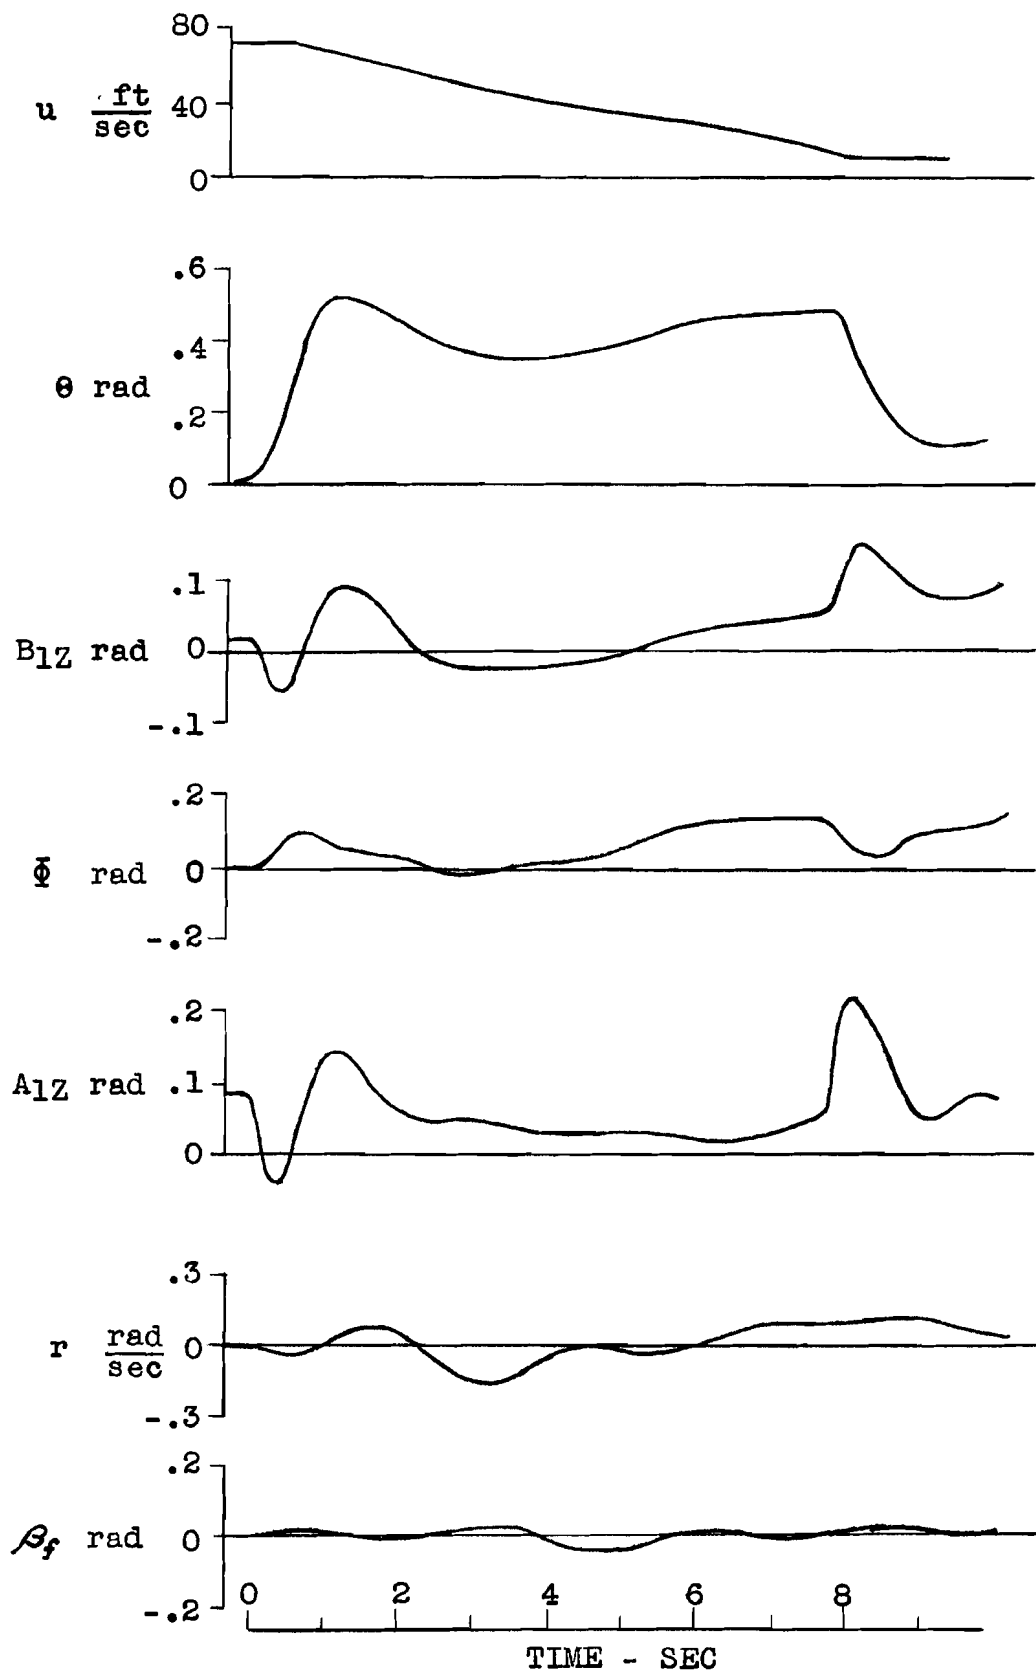 80
u ft/sec 40
0
.6
.4
θ rad
.2
0
.1
B1Z rad 0
-.1
.2
Φ rad 0
-.2
.2
A1Z rad .1
0
.3
r rad/sec 0
-.3
.2
βf rad 0
-.2
0 2 4 6 8
TIME - SEC